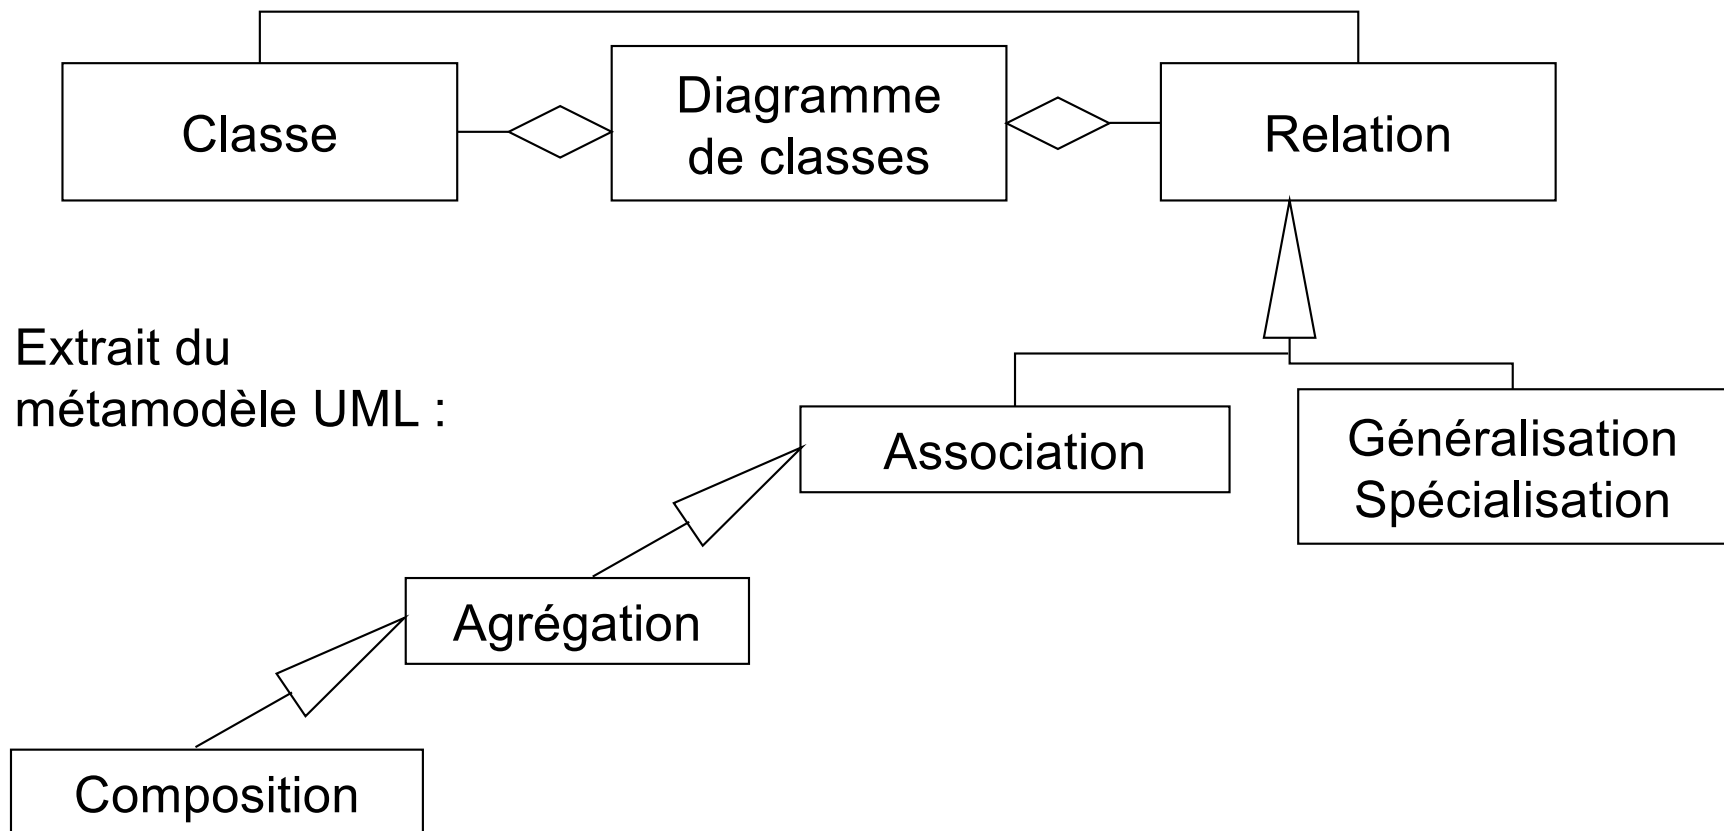 Classe
Diagramme
de classes
Relation
Extrait du
métamodèle UML :
Association
Généralisation
Spécialisation
Agrégation
Composition